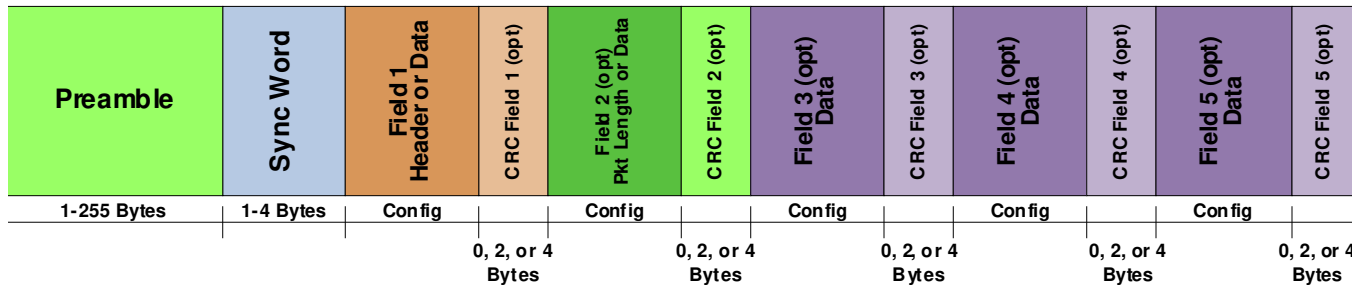 Preamble
Sync Word
Field 1
Header or Data
CRC Field 1 (opt)
Field 2 (opt)
Pkt Length or Data
CRC Field 2 (opt)
Field 3 (opt)
Data
CRC Field 3 (opt)
Field 4 (opt)
Data
CRC Field 4 (opt)
Field 5 (opt)
Data
CRC Field 5 (opt)
1-255 Bytes
1-4 Bytes
Config
Config
Config
Config
Config
0, 2, or 4
Bytes
0, 2, or 4
Bytes
0, 2, or 4
Bytes
0, 2, or 4
Bytes
0, 2, or 4
Bytes